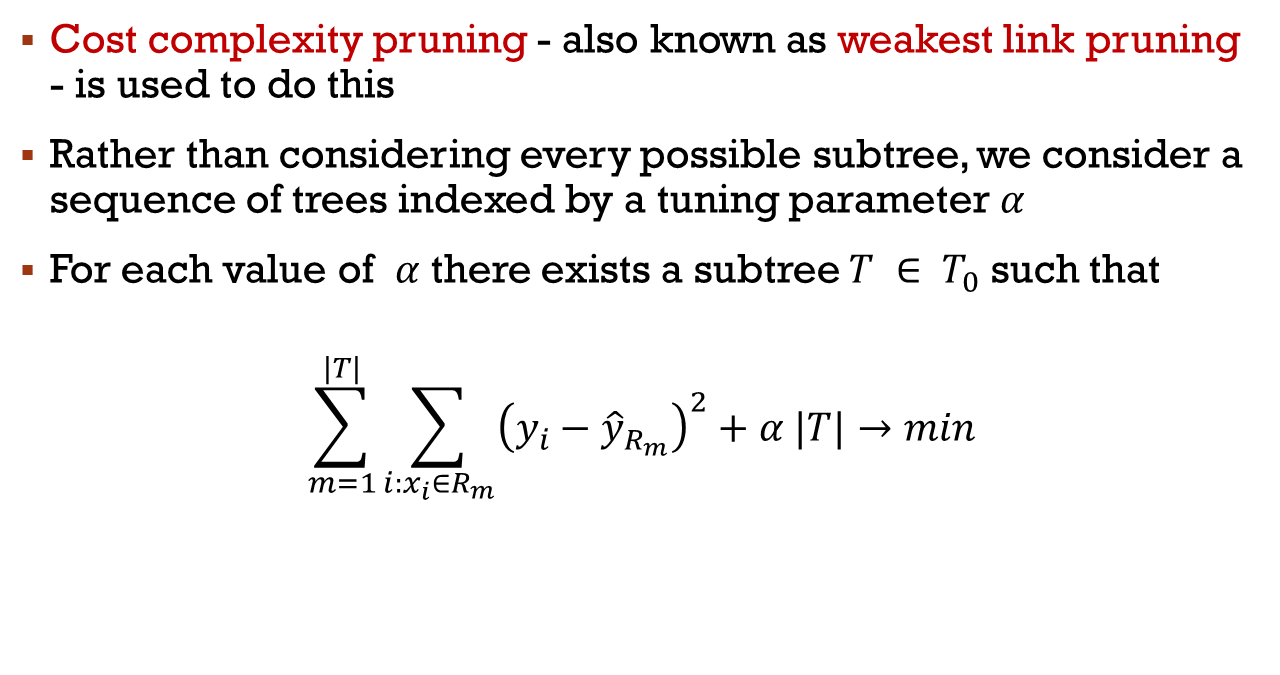 ▪ Cost complexity pruning - also known as weakest link pruning
- is used to do this
▪ Rather than considering every possible subtree, we consider a
sequence of trees indexed by a tuning parameter α
▪ For each value of α there exists a subtree T ∈ T₀ such that
|T|
∑ ∑ (yᵢ − ŷ_Rₘ)² + α |T| → min
m=1 i:xᵢ∈Rₘ